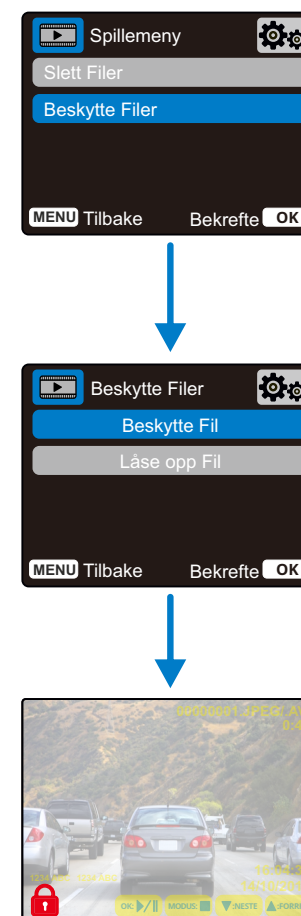 Spillemeny
Slett Filer
Beskytte Filer
MENU Tilbake Bekrefte OK
Beskytte Filer
Beskytte Fil
Låse opp Fil
MENU Tilbake Bekrefte OK
OK: MODUS: :NESTE